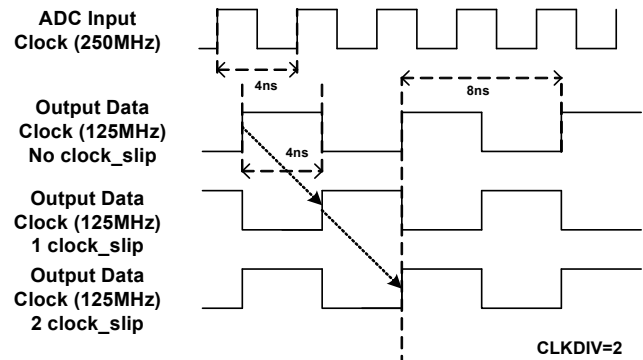 ADC Input
Clock (250MHz)
4ns
8ns
Output Data
Clock (125MHz)
No clock_slip
4ns
Output Data
Clock (125MHz)
1 clock_slip
Output Data
Clock (125MHz)
2 clock_slip
CLKDIV=2